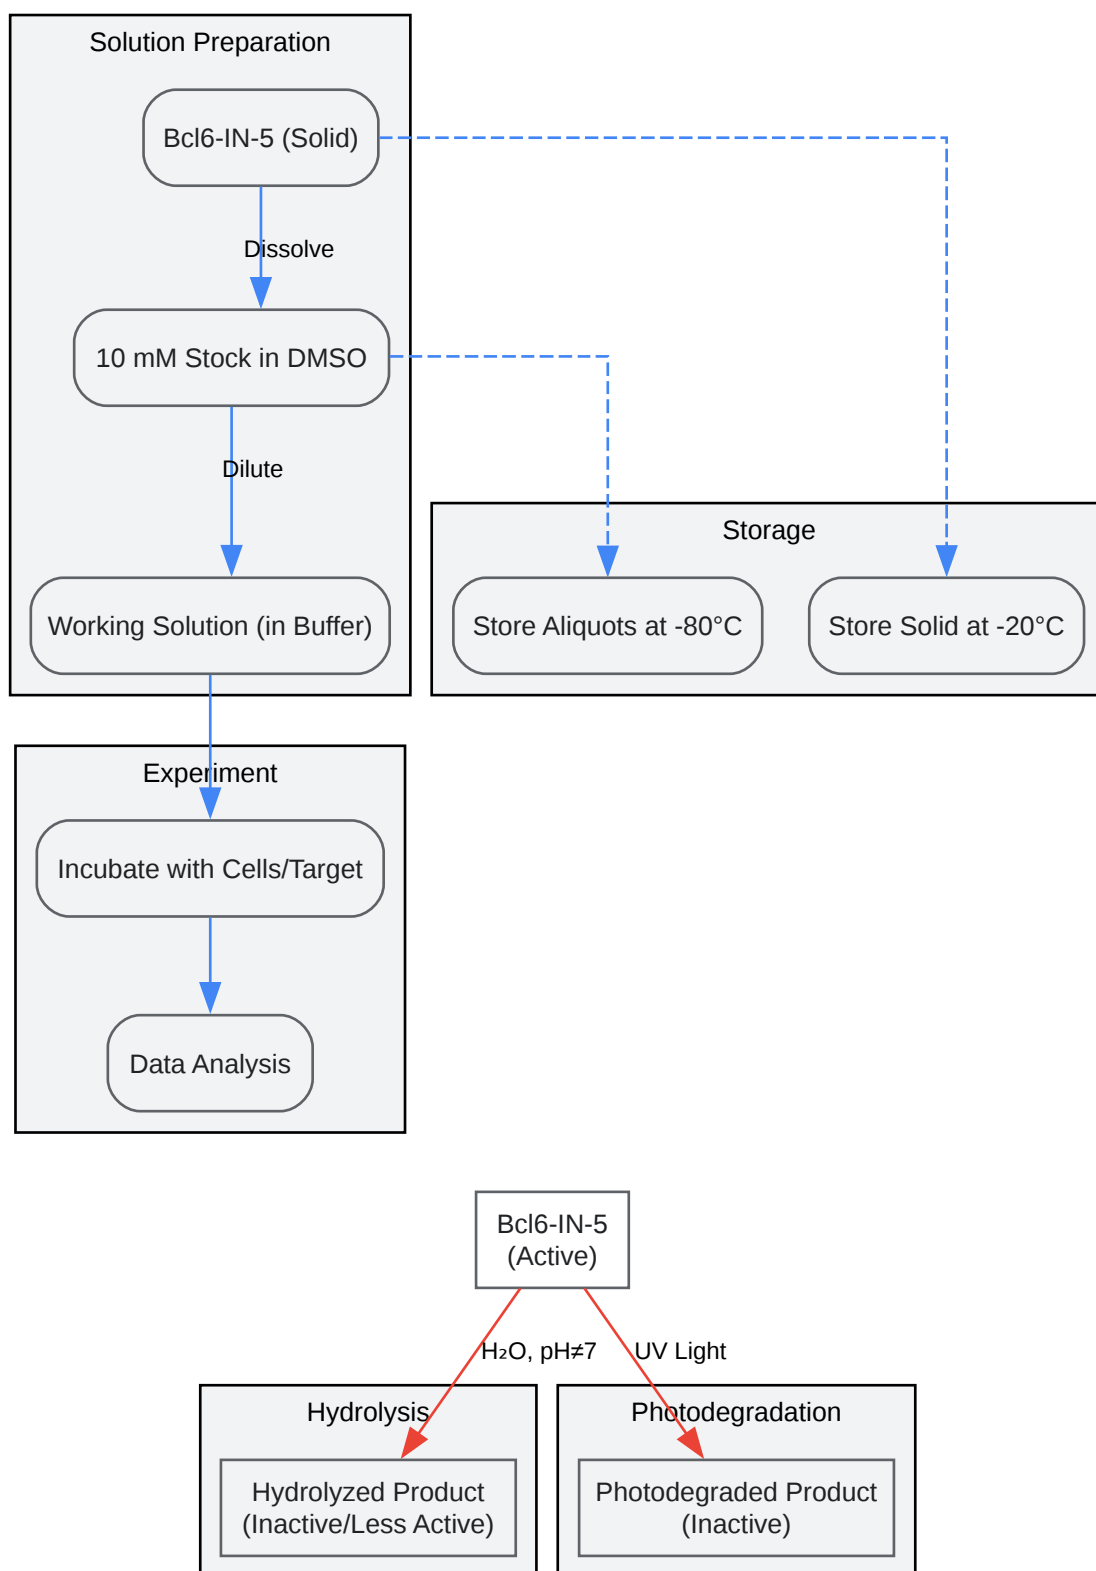 Solution Preparation
Bcl6-IN-5 (Solid)
Dissolve
10 mM Stock in DMSO
Dilute
Working Solution (in Buffer)
Storage
Store Aliquots at -80°C
Store Solid at -20°C
Experiment
Incubate with Cells/Target
Data Analysis
Bcl6-IN-5
(Active)
H₂O, pH≠7
UV Light
Hydrolysis
Hydrolyzed Product
(Inactive/Less Active)
Photodegradation
Photodegraded Product
(Inactive)